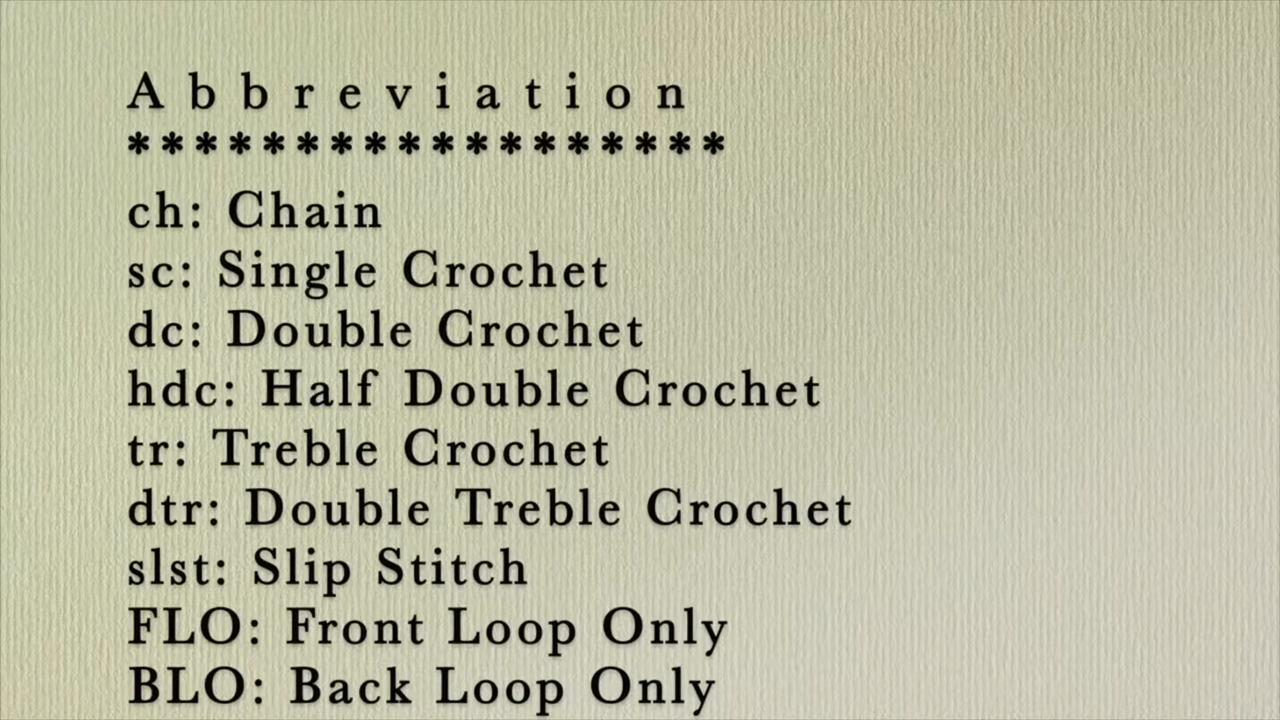 Abbreviation
******************
ch: Chain
sc: Single Crochet
dc: Double Crochet
hdc: Half Double Crochet
tr: Treble Crochet
dtr: Double Treble Crochet
slst: Slip Stitch
FLO: Front Loop Only
BLO: Back Loop Only